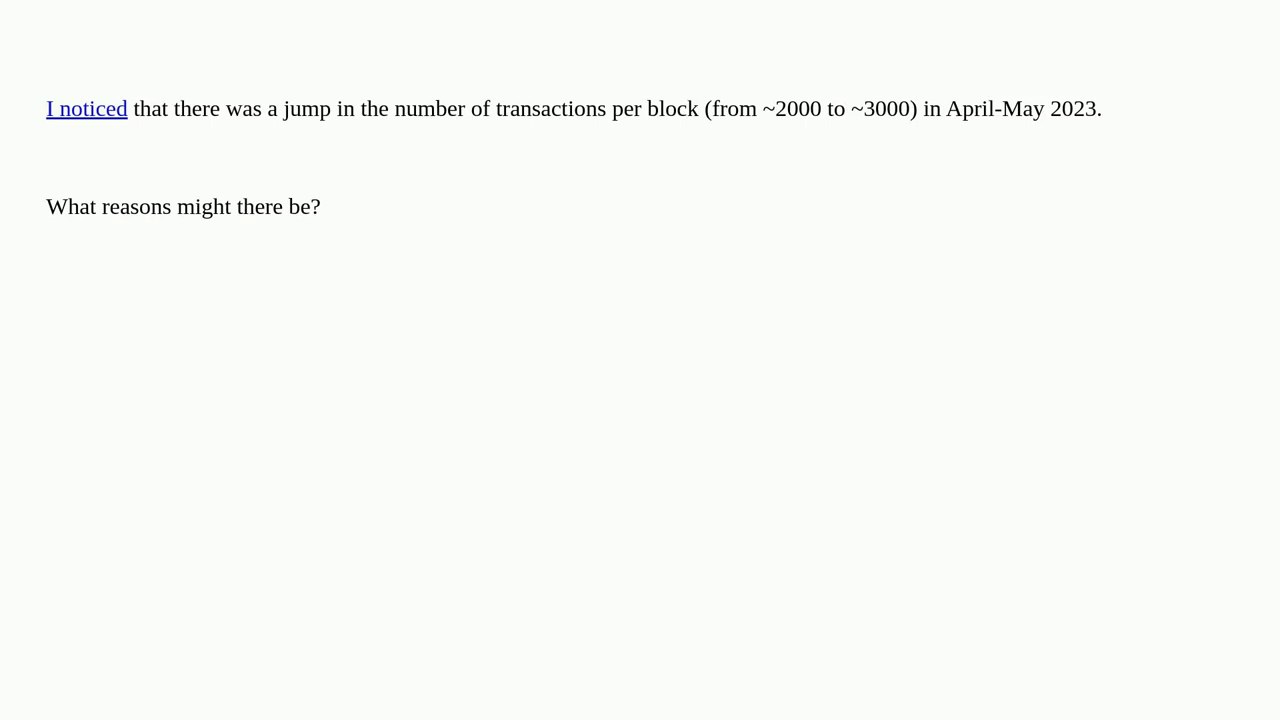 I noticed that there was a jump in the number of transactions per block (from ~2000 to ~3000) in April-May 2023.
What reasons might there be?